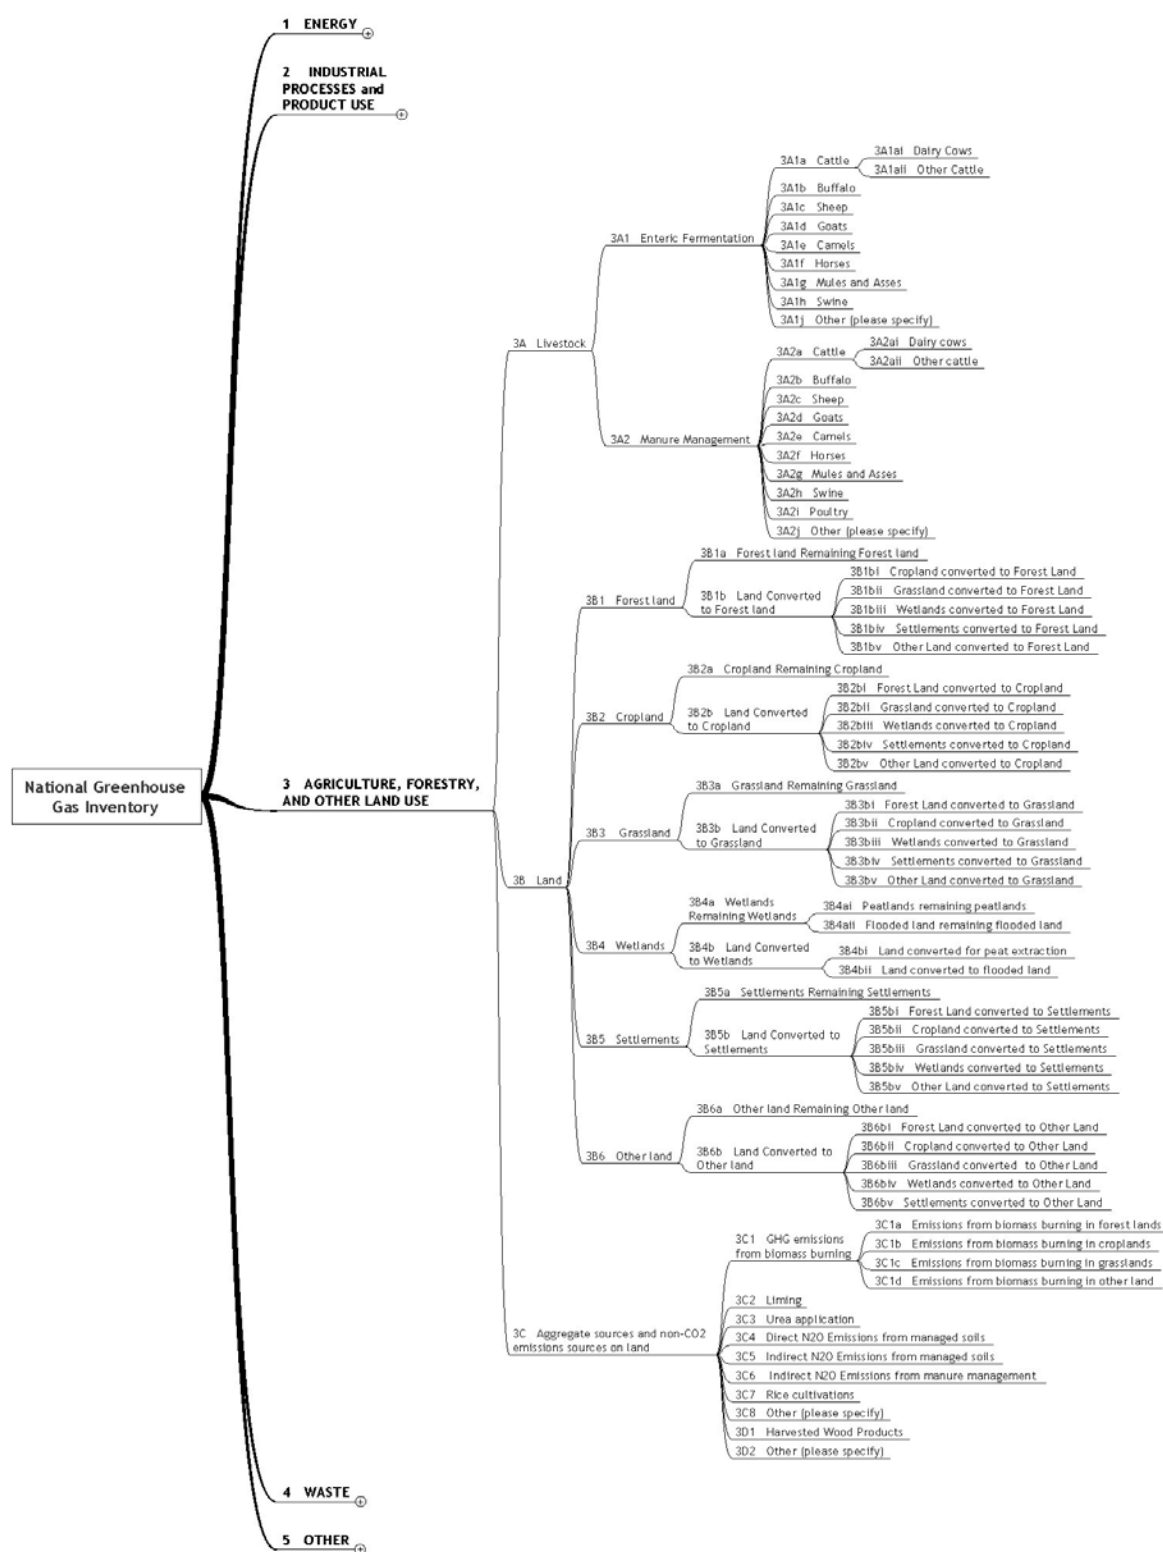 1 ENERGY
2 INDUSTRIAL
PROCESSES and
PRODUCT USE
National Greenhouse
Gas Inventory
3 AGRICULTURE, FORESTRY,
AND OTHER LAND USE
3A Livestock
3A1 Enteric Fermentation
3A1a Cattle
3A1ai Dairy Cows
3A1aii Other Cattle
3A1b Buffalo
3A1c Sheep
3A1d Goats
3A1e Camels
3A1f Horses
3A1g Mules and Asses
3A1h Swine
3A1j Other (please specify)
3A2 Manure Management
3A2a Cattle
3A2ai Dairy cows
3A2aii Other cattle
3A2b Buffalo
3A2c Sheep
3A2d Goats
3A2e Camels
3A2f Horses
3A2g Mules and Asses
3A2h Swine
3A2i Poultry
3A2j Other (please specify)
3B Land
3B1 Forest land
3B1a Forest land Remaining Forest land
3B1b Land Converted
to Forest land
3B1bi Cropland converted to Forest Land
3B1bii Grassland converted to Forest Land
3B1biii Wetlands converted to Forest Land
3B1biv Settlements converted to Forest Land
3B1bv Other Land converted to Forest Land
3B2 Cropland
3B2a Cropland Remaining Cropland
3B2b Land Converted
to Cropland
3B2bi Forest Land converted to Cropland
3B2bii Grassland converted to Cropland
3B2biii Wetlands converted to Cropland
3B2biv Settlements converted to Cropland
3B2bv Other Land converted to Cropland
3B3 Grassland
3B3a Grassland Remaining Grassland
3B3b Land Converted
to Grassland
3B3bi Forest Land converted to Grassland
3B3bii Cropland converted to Grassland
3B3biii Wetlands converted to Grassland
3B3biv Settlements converted to Grassland
3B3bv Other Land converted to Grassland
3B4 Wetlands
3B4a Wetlands
Remaining Wetlands
3B4ai Peatlands remaining peatlands
3B4aii Flooded land remaining flooded land
3B4b Land Converted
to Wetlands
3B4bi Land converted for peat extraction
3B4bii Land converted to flooded land
3B5 Settlements
3B5a Settlements Remaining Settlements
3B5b Land Converted to
Settlements
3B5bi Forest Land converted to Settlements
3B5bii Cropland converted to Settlements
3B5biii Grassland converted to Settlements
3B5biv Wetlands converted to Settlements
3B5bv Other Land converted to Settlements
3B6 Other land
3B6a Other land Remaining Other land
3B6b Land Converted to
Other land
3B6bi Forest Land converted to Other Land
3B6bii Cropland converted to Other Land
3B6biii Grassland converted to Other Land
3B6biv Wetlands converted to Other Land
3B6bv Settlements converted to Other Land
3C Aggregate sources and non-CO2
emissions sources on land
3C1 GHG emissions
from biomass burning
3C1a Emissions from biomass burning in forest lands
3C1b Emissions from biomass burning in croplands
3C1c Emissions from biomass burning in grasslands
3C1d Emissions from biomass burning in other land
3C2 Liming
3C3 Urea application
3C4 Direct N2O Emissions from managed soils
3C5 Indirect N2O Emissions from managed soils
3C6 Indirect N2O Emissions from manure management
3C7 Rice cultivations
3C8 Other (please specify)
3D1 Harvested Wood Products
3D2 Other (please specify)
4 WASTE
5 OTHER